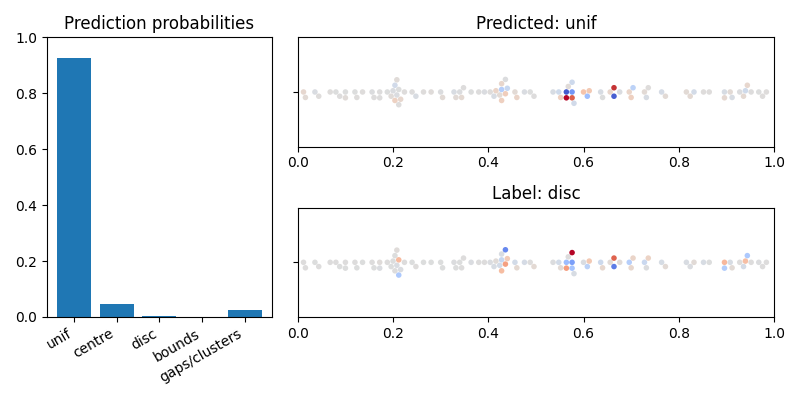 Prediction probabilities
1.0
0.8
0.6
0.4
0.2
0.0
unif
centre
disc
bounds
gaps/clusters
Predicted: unif
0.0 0.2 0.4 0.6 0.8 1.0
Label: disc
0.0 0.2 0.4 0.6 0.8 1.0